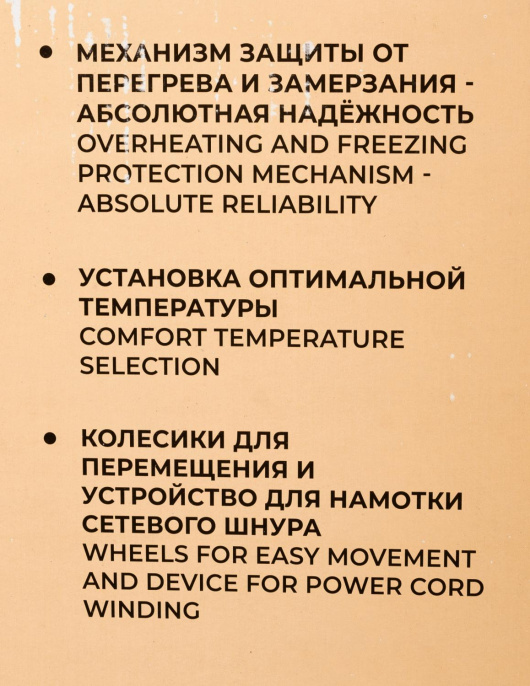 • МЕХАНИЗМ ЗАЩИТЫ ОТ
ПЕРЕГРЕВА И ЗАМЕРЗАНИЯ -
АБСОЛЮТНАЯ НАДЁЖНОСТЬ
OVERHEATING AND FREEZING
PROTECTION MECHANISM -
ABSOLUTE RELIABILITY
• УСТАНОВКА ОПТИМАЛЬНОЙ
ТЕМПЕРАТУРЫ
COMFORT TEMPERATURE
SELECTION
• КОЛЕСИКИ ДЛЯ
ПЕРЕМЕЩЕНИЯ И
УСТРОЙСТВО ДЛЯ НАМОТКИ
СЕТЕВОГО ШНУРА
WHEELS FOR EASY MOVEMENT
AND DEVICE FOR POWER CORD
WINDING